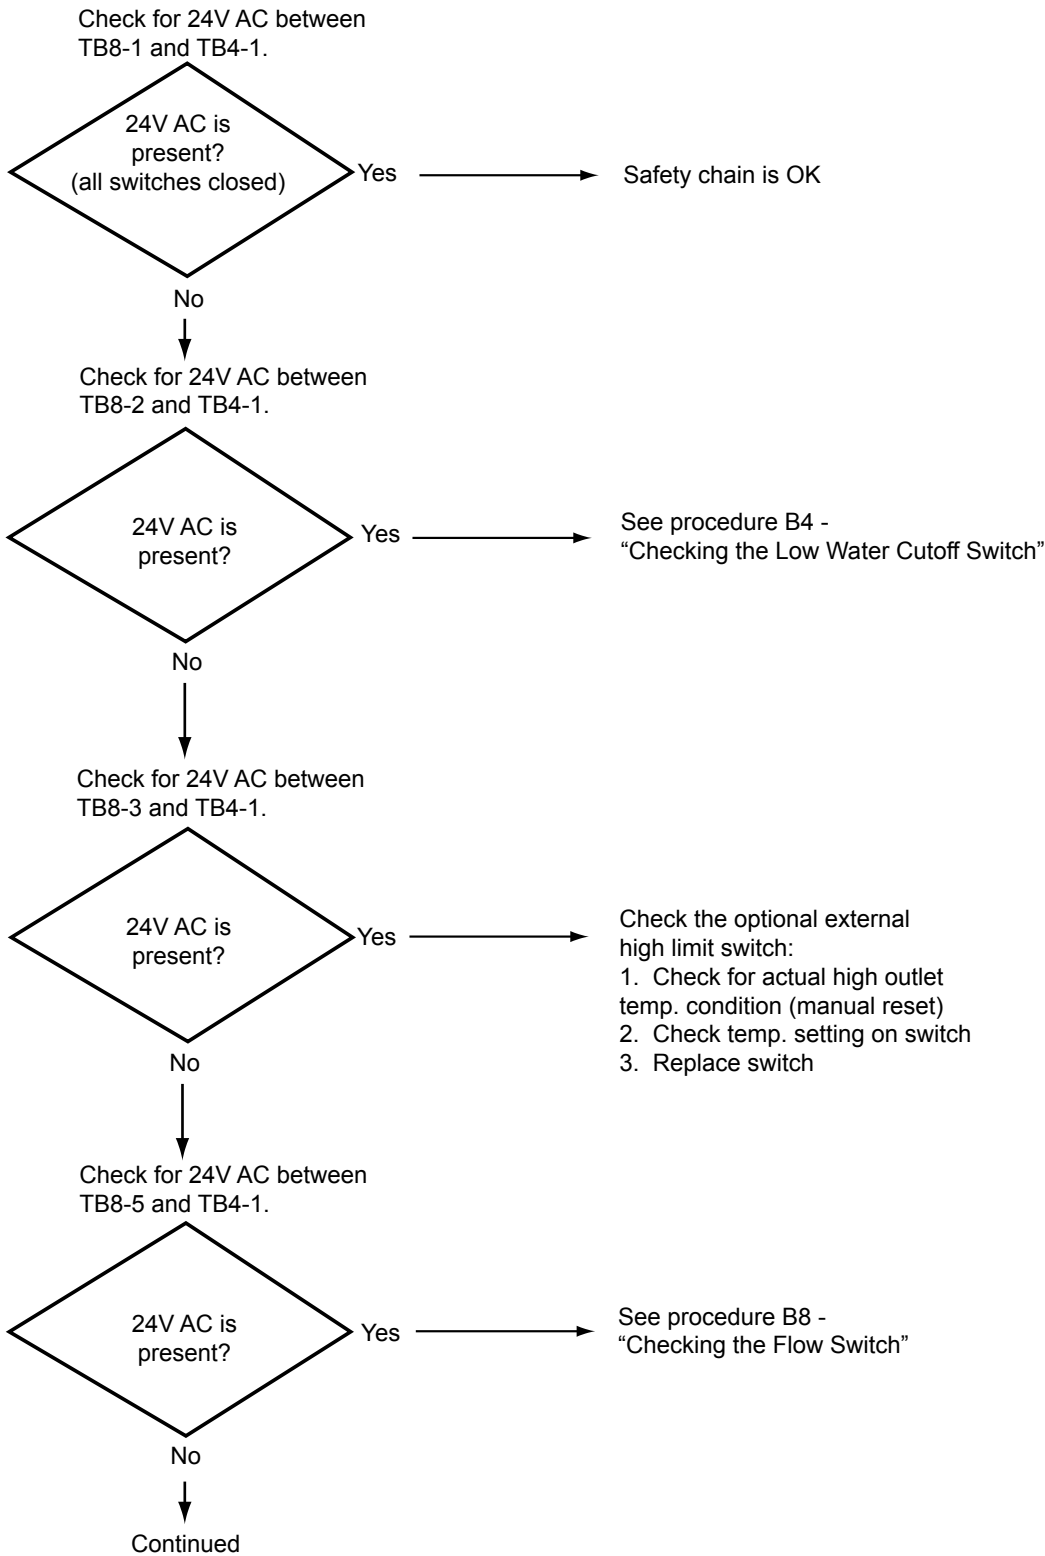 Check for 24V AC between
TB8-1 and TB4-1.
24V AC is
present?
(all switches closed)
Yes
Safety chain is OK
No
Check for 24V AC between
TB8-2 and TB4-1.
24V AC is
present?
Yes
See procedure B4 -
“Checking the Low Water Cutoff Switch”
No
Check for 24V AC between
TB8-3 and TB4-1.
24V AC is
present?
Yes
Check the optional external
high limit switch:
1. Check for actual high outlet
temp. condition (manual reset)
2. Check temp. setting on switch
3. Replace switch
No
Check for 24V AC between
TB8-5 and TB4-1.
24V AC is
present?
Yes
See procedure B8 -
“Checking the Flow Switch”
No
Continued